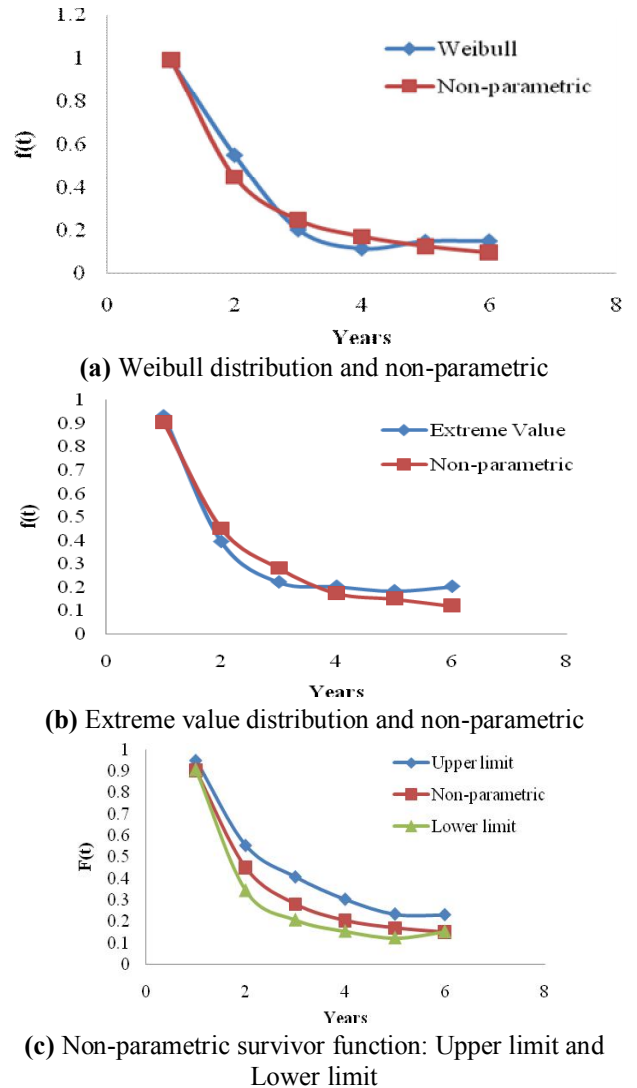 1.2
1
0.8
0.6
0.4
0.2
0
f(t)
Weibull
Non-parametric
0 2 4 6 8
Years
(a) Weibull distribution and non-parametric
1
0.9
0.8
0.7
0.6
0.5
0.4
0.3
0.2
0.1
0
f(t)
Extreme Value
Non-parametric
0 2 4 6 8
Years
(b) Extreme value distribution and non-parametric
1
0.9
0.8
0.7
0.6
0.5
0.4
0.3
0.2
0.1
0
F(t)
Upper limit
Non-parametric
Lower limit
0 2 4 6 8
Years
(c) Non-parametric survivor function: Upper limit and
Lower limit